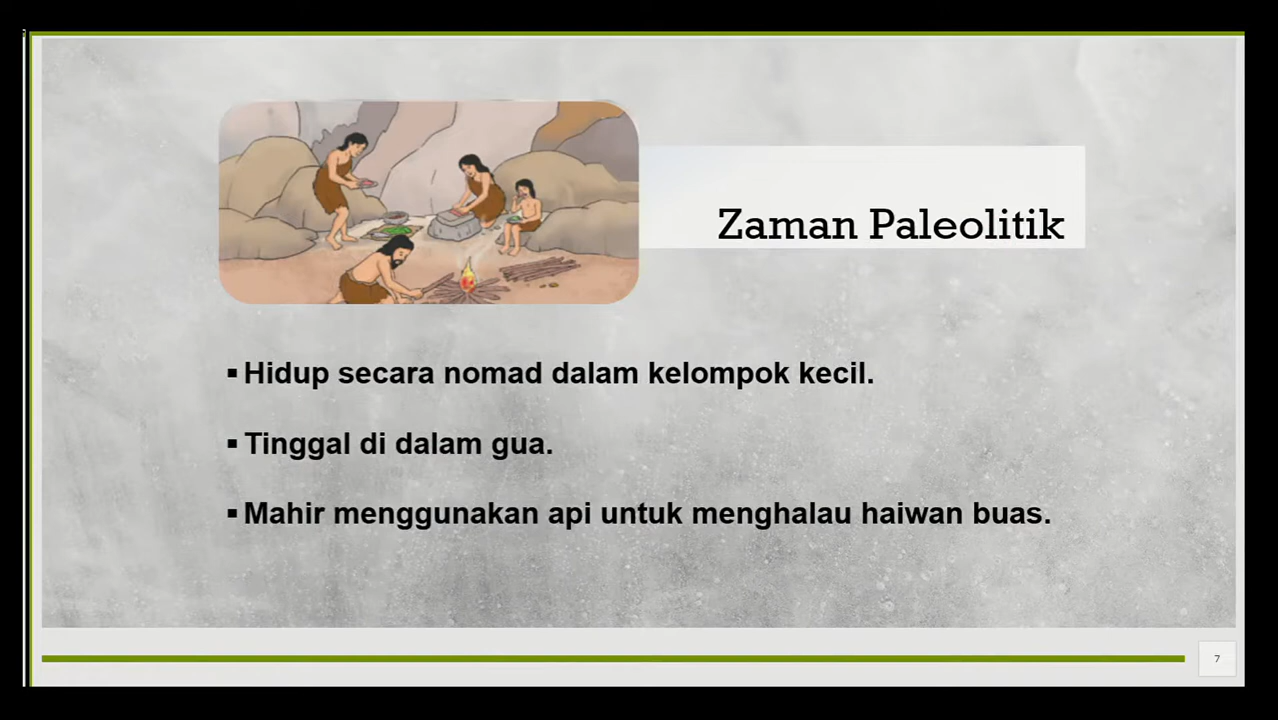 Zaman Paleolitik
▪ Hidup secara nomad dalam kelompok kecil.
▪ Tinggal di dalam gua.
▪ Mahir menggunakan api untuk menghalau haiwan buas.
7